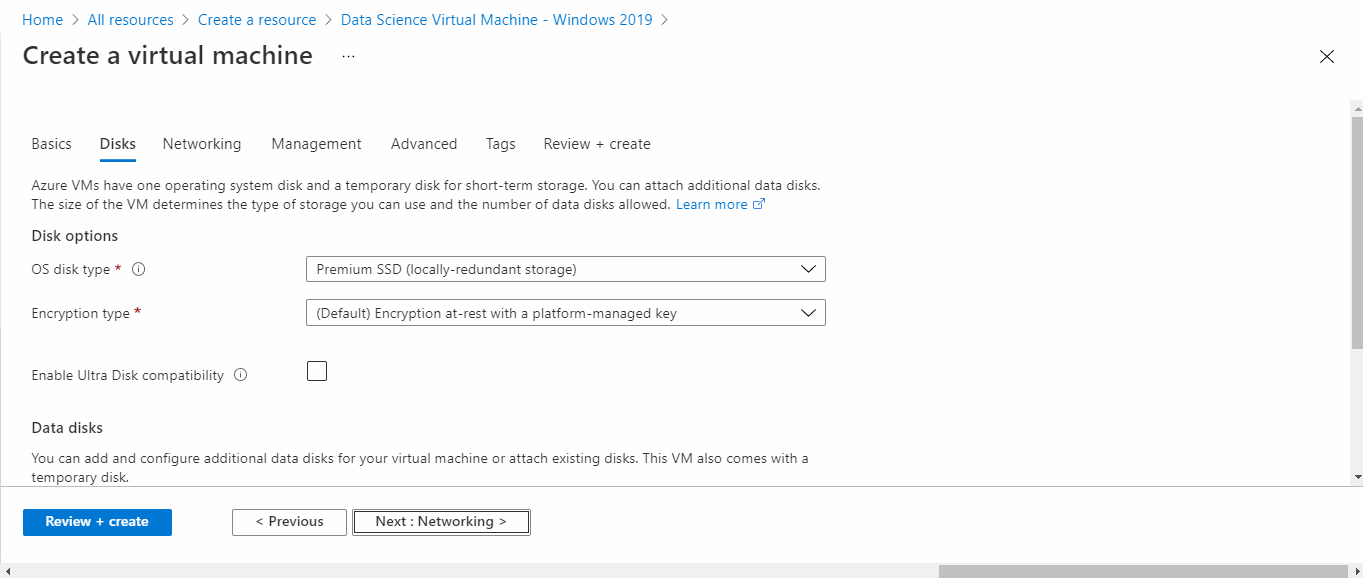 Home > All resources > Create a resource > Data Science Virtual Machine - Windows 2019 >
Create a virtual machine ...
Basics Disks Networking Management Advanced Tags Review + create
Azure VMs have one operating system disk and a temporary disk for short-term storage. You can attach additional data disks.
The size of the VM determines the type of storage you can use and the number of data disks allowed. Learn more
Disk options
OS disk type * Premium SSD (locally-redundant storage)
Encryption type * (Default) Encryption at-rest with a platform-managed key
Enable Ultra Disk compatibility
Data disks
You can add and configure additional data disks for your virtual machine or attach existing disks. This VM also comes with a
temporary disk.
Review + create < Previous Next : Networking >